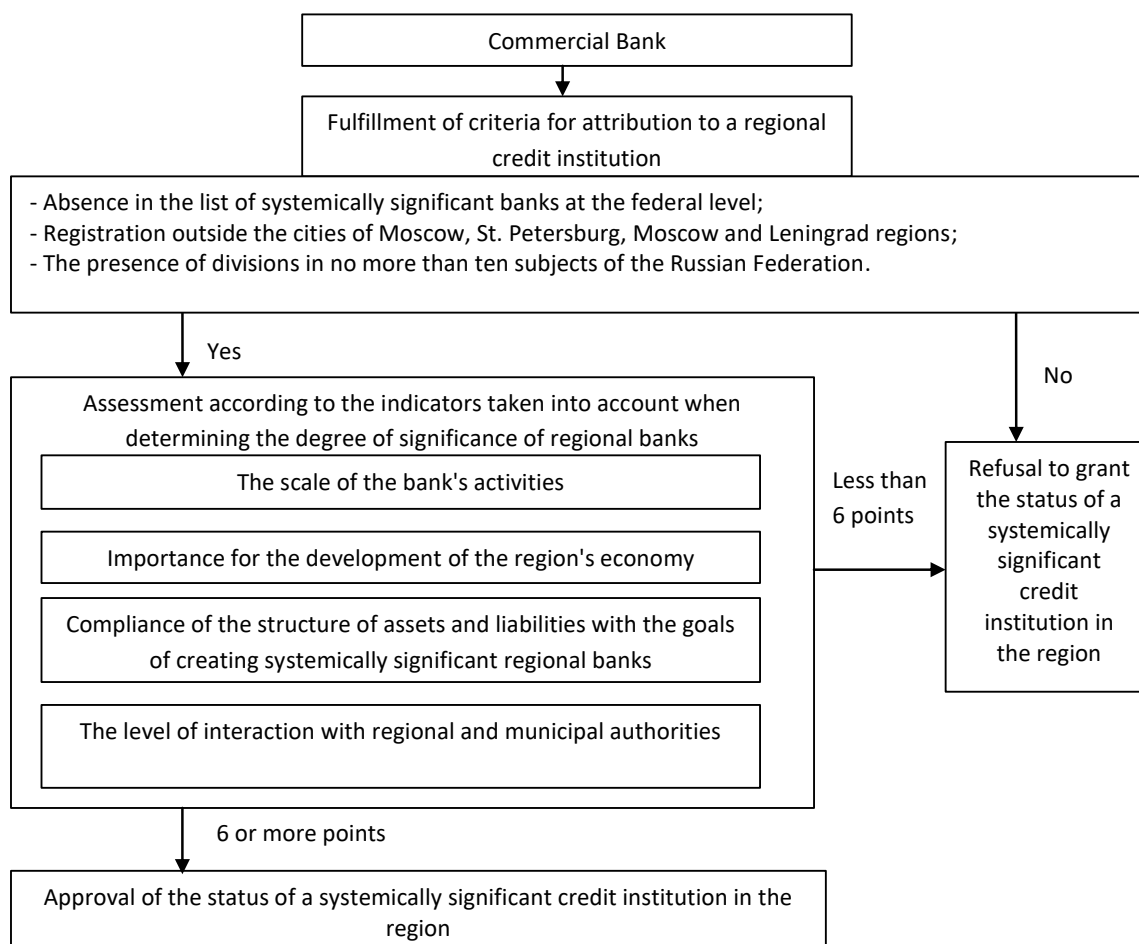 Commercial Bank
Fulfillment of criteria for attribution to a regional
credit institution
- Absence in the list of systemically significant banks at the federal level;
- Registration outside the cities of Moscow, St. Petersburg, Moscow and Leningrad regions;
- The presence of divisions in no more than ten subjects of the Russian Federation.
Yes
No
Assessment according to the indicators taken into account when
determining the degree of significance of regional banks
The scale of the bank's activities
Importance for the development of the region's economy
Compliance of the structure of assets and liabilities with the goals
of creating systemically significant regional banks
The level of interaction with regional and municipal authorities
Less than
6 points
Refusal to grant
the status of a
systemically
significant
credit
institution in
the region
6 or more points
Approval of the status of a systemically significant credit institution in the
region